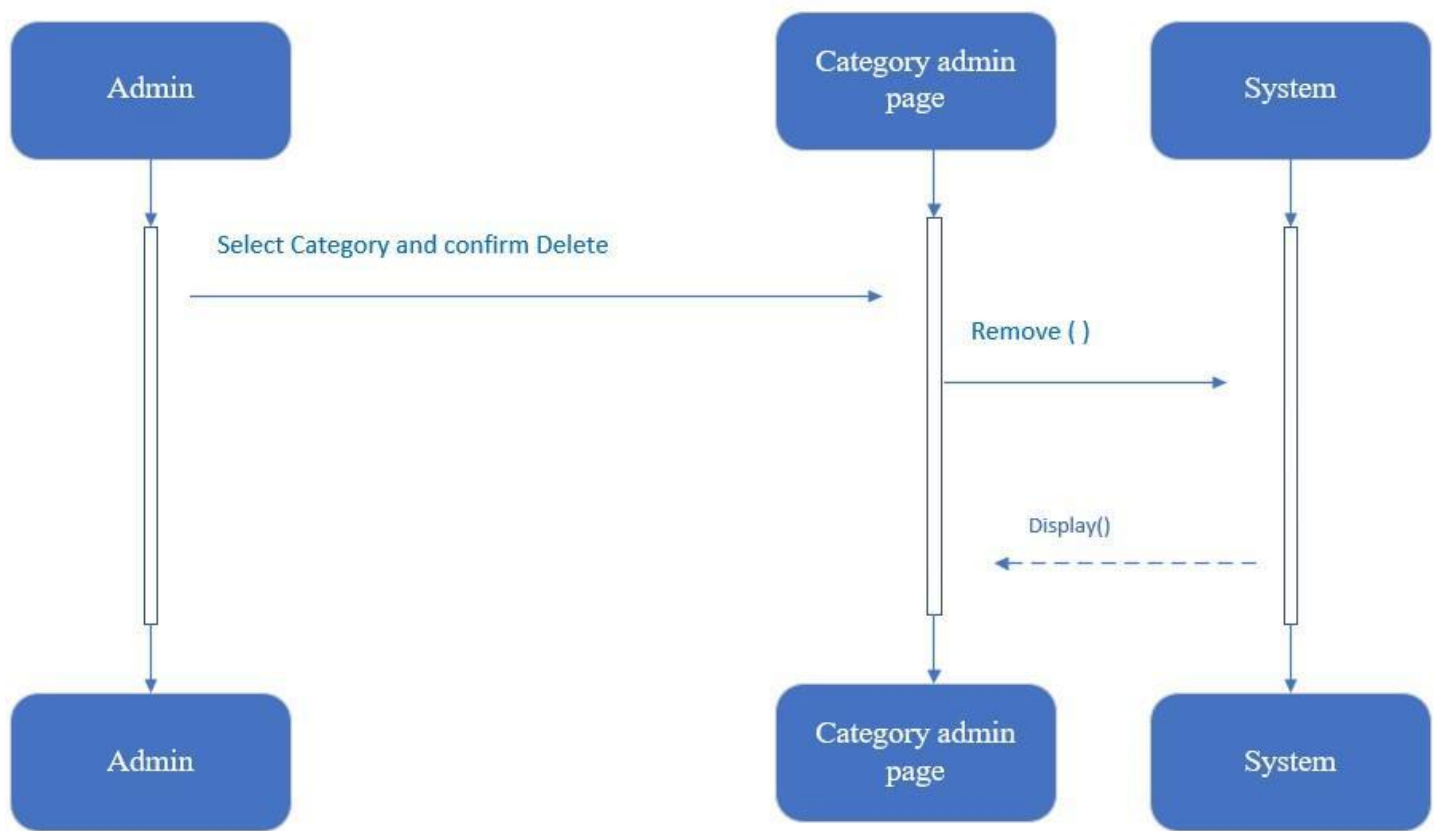 Admin
Category admin
page
System
Select Category and confirm Delete
Remove ( )
Display()
Admin
Category admin
page
System